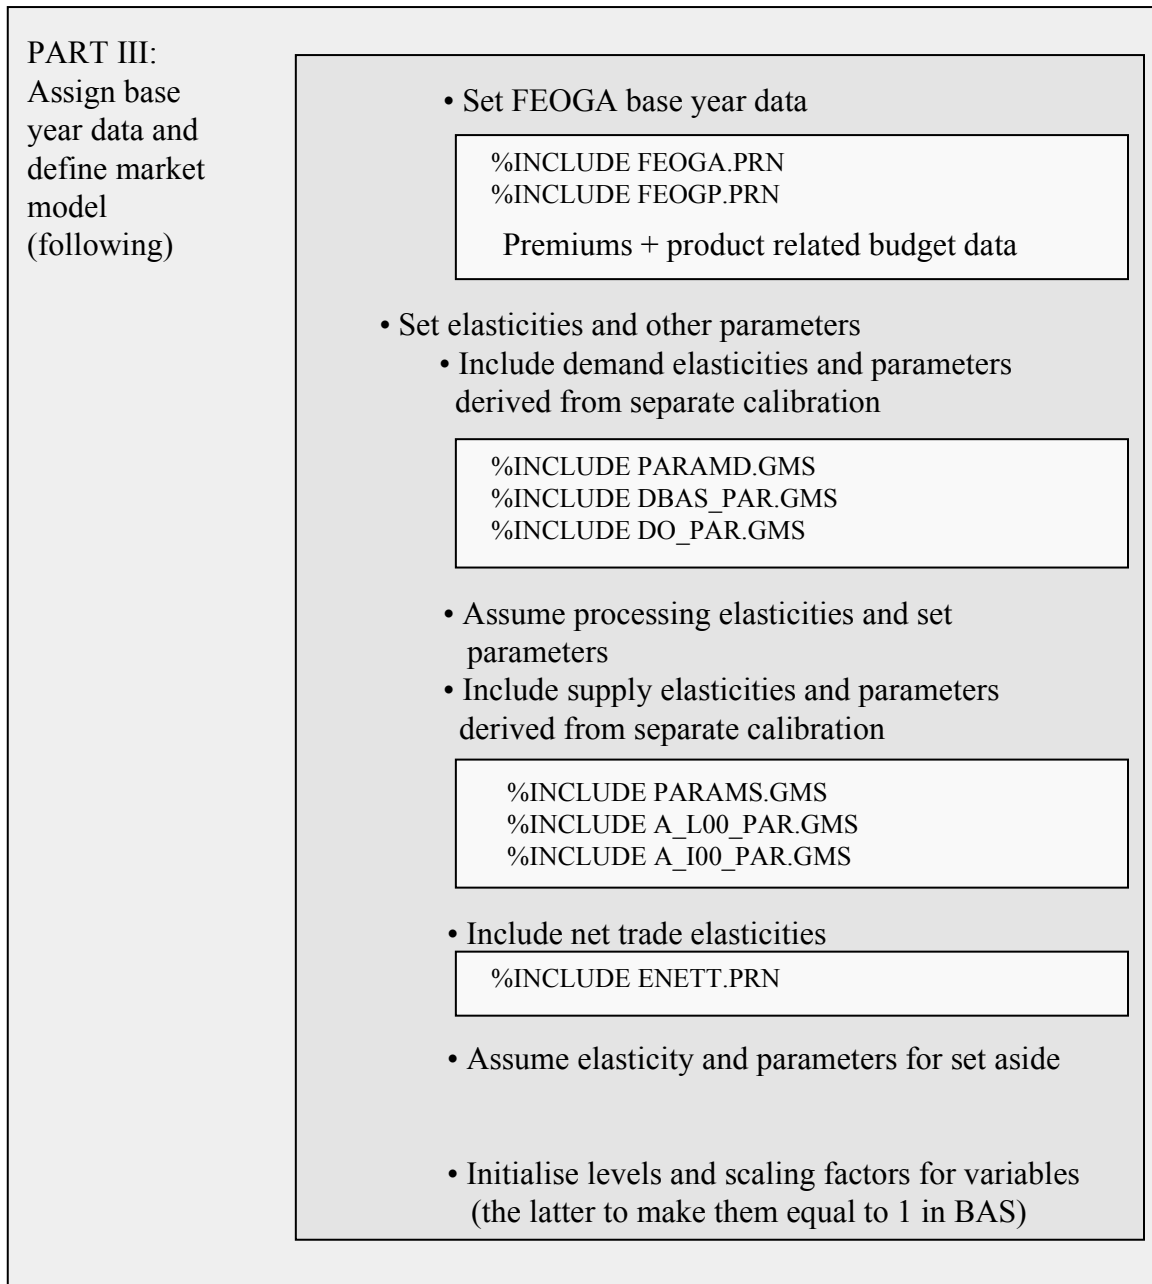 PART III:
Assign base
year data and
define market
model
(following)
• Set FEOGA base year data
%INCLUDE FEOGA.PRN
%INCLUDE FEOGP.PRN
Premiums + product related budget data
• Set elasticities and other parameters
• Include demand elasticities and parameters
derived from separate calibration
%INCLUDE PARAMD.GMS
%INCLUDE DBAS_PAR.GMS
%INCLUDE DO_PAR.GMS
• Assume processing elasticities and set
parameters
• Include supply elasticities and parameters
derived from separate calibration
%INCLUDE PARAMS.GMS
%INCLUDE A_L00_PAR.GMS
%INCLUDE A_I00_PAR.GMS
• Include net trade elasticities
%INCLUDE ENETT.PRN
• Assume elasticity and parameters for set aside
• Initialise levels and scaling factors for variables
(the latter to make them equal to 1 in BAS)